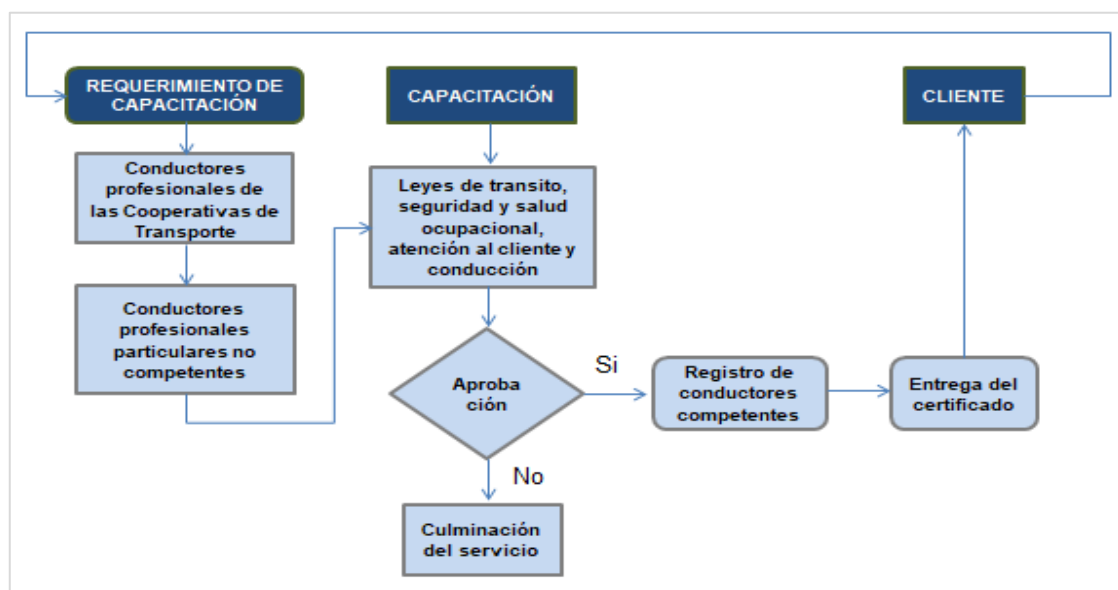 REQUERIMIENTO DE
CAPACITACIÓN
Conductores
profesionales de
las Cooperativas de
Transporte
Conductores
profesionales
particulares no
competentes
CAPACITACIÓN
Leyes de transito,
seguridad y salud
ocupacional,
atención al cliente y
conducción
Aproba
ción
Si
No
Culminación
del servicio
Registro de
conductores
competentes
Entrega del
certificado
CLIENTE